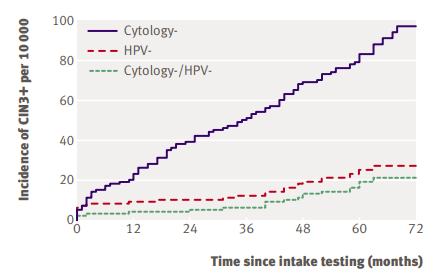 Incidence of CIN3+ per 10 000
100
80
60
40
20
0
Cytology-
HPV-
Cytology-/HPV-
0 12 24 36 48 60 72
Time since intake testing (months)